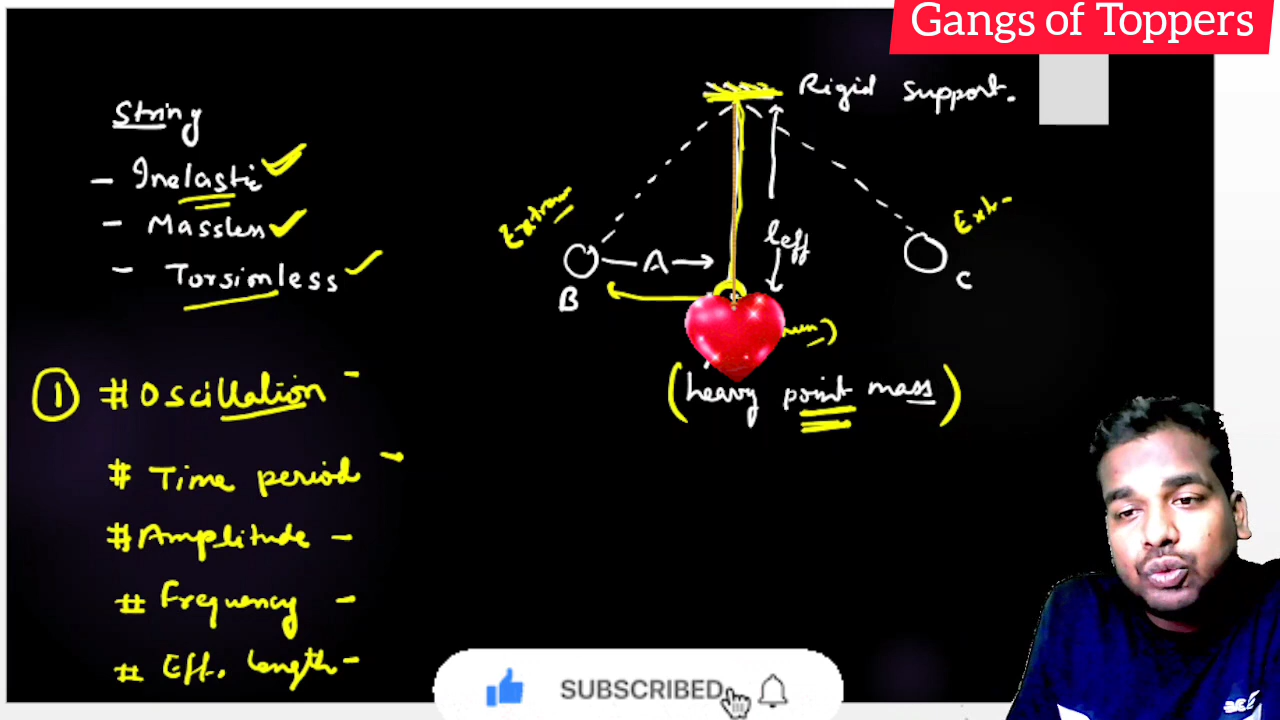 Gangs of Toppers
Rigid support.
String
- Inelastic
- Massless
- Torsionless
Extrem
Ext
A
leff
B
C
(heavy point mass)
① # Oscillation -
# Time period -
# Amplitude -
# Frequency -
# Eff. length -
SUBSCRIBED